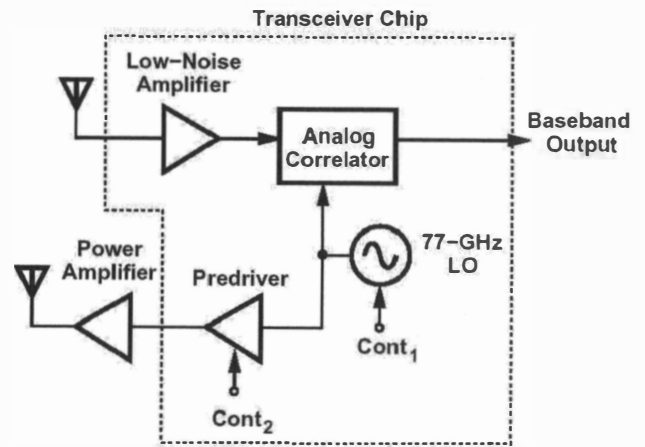 Transceiver Chip
Low–Noise
Amplifier
Analog
Correlator
Baseband
Output
Power
Amplifier
Predriver
77–GHz
LO
Cont1
Cont2